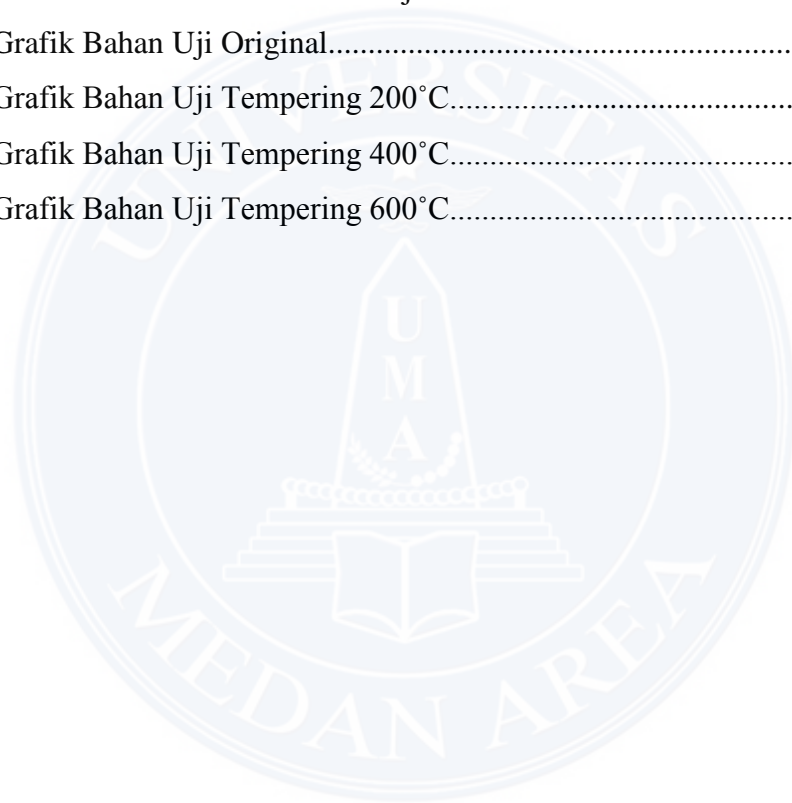 Grafik Bahan Uji Original..........................................................
Grafik Bahan Uji Tempering 200˚C...........................................
Grafik Bahan Uji Tempering 400˚C...........................................
Grafik Bahan Uji Tempering 600˚C...........................................
UNIVERSITAS
U
M
A
MEDAN AREA